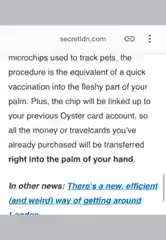 secretldn.com
microchips used to track pets, the
procedure is the equivalent of a quick
vaccination into the fleshy part of your
palm. Plus, the chip will be linked up to
your previous Oyster card account, so
all the money or travelcards you've
already purchased will be transferred
right into the palm of your hand.
In other news: There's a new, efficient
(and weird) way of getting around
London